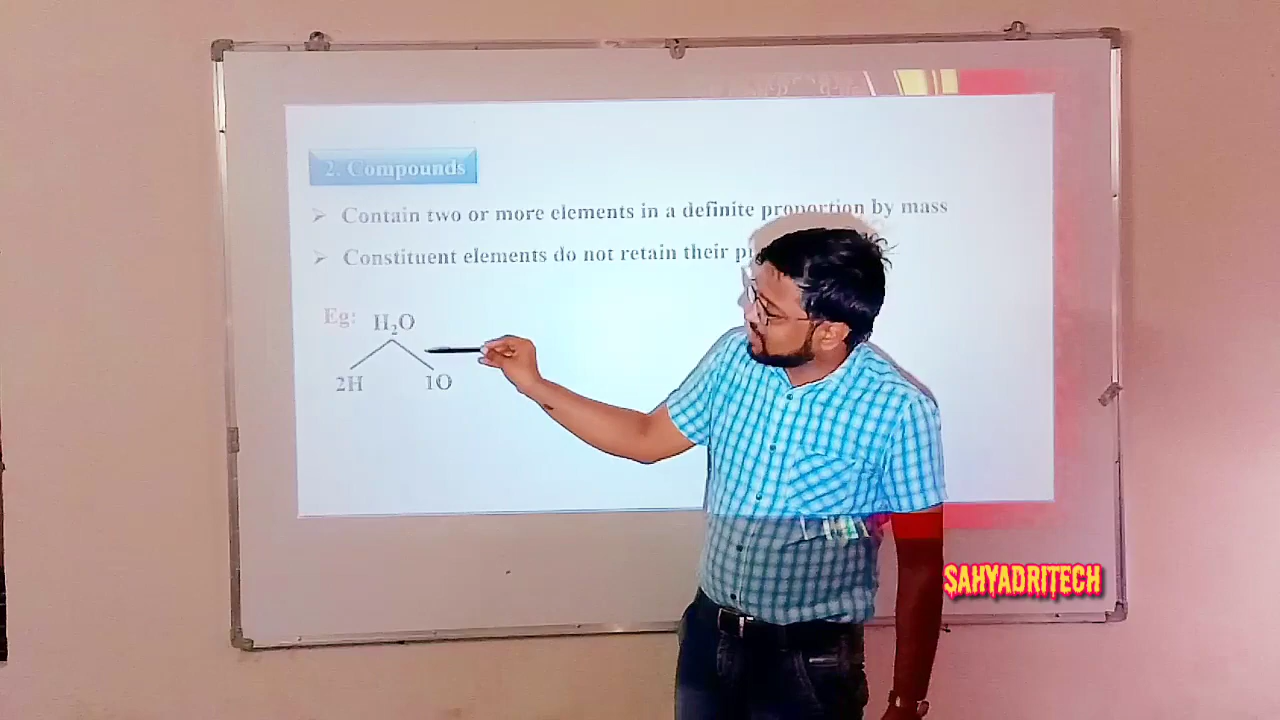 2. Compounds
➢ Contain two or more elements in a definite proportion by mass
➢ Constituent elements do not retain their
Eg: H₂O
2H 1O
SAHYADRITECH